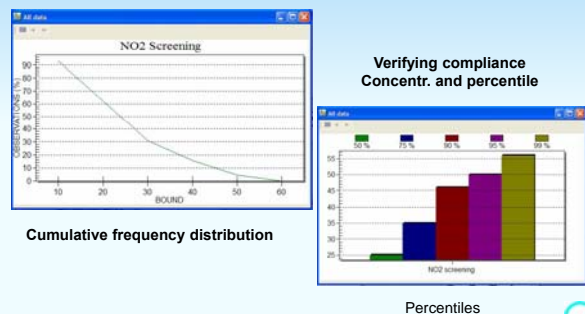 All data
NO2 Screening
OBSERVATIONS (%)
90
80
70
60
50
40
30
20
10
0
10 20 30 40 50 60
BOUND
Cumulative frequency distribution
Verifying compliance
Concentr. and percentile
All data
50 % 75 % 90 % 95 % 99 %
55
50
45
40
35
30
25
NO2 screening
Percentiles